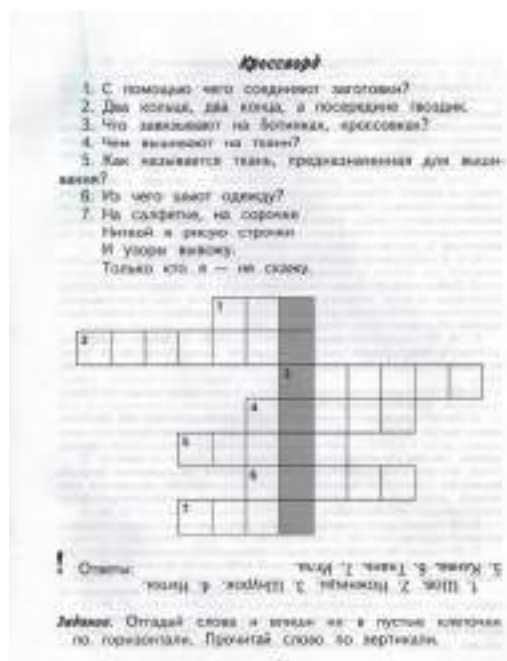 Кроссворд
1. С помощью чего соединяют заготовки?
2. Два кольца, два конца, а посередине гвоздик.
3. Что завязывают на ботинках, кроссовках?
4. Чем вышивают на ткани?
5. Как называется ткань, предназначенная для выши-
вания?
6. Из чего шьют одежду?
7. На салфетке, на сорочке
Ниткой я рисую строчки
И узоры вывожу.
Только кто я — не скажу.
1
2
3
4
5
6
7
! Ответы:
1. Шов. 2. Ножницы. 3. Шнурок. 4. Нитки.
5. Канва. 6. Ткань. 7. Игла.
Задание. Отгадай слова и впиши их в пустые клеточки
по горизонтали. Прочитай слово по вертикали.